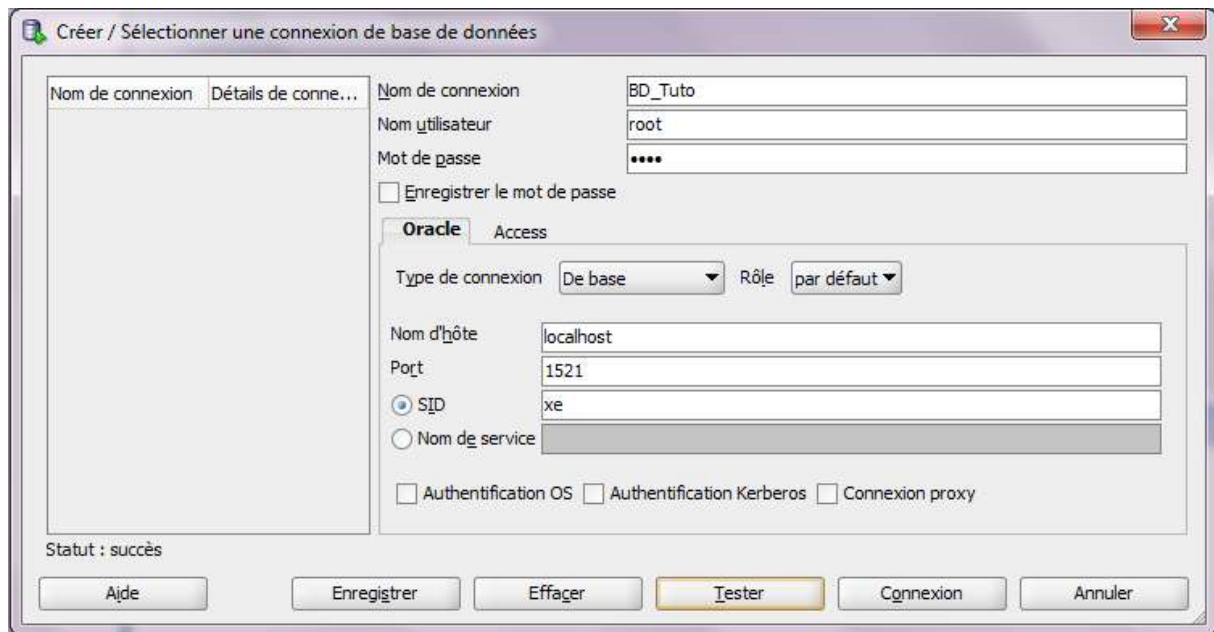 Créer / Sélectionner une connexion de base de données
Nom de connexion Détails de conne...
Nom de connexion BD_Tuto
Nom utilisateur root
Mot de passe ••••
Enregistrer le mot de passe
Oracle Access
Type de connexion De base Rôle par défaut
Nom d'hôte localhost
Port 1521
SID xe
Nom de service
Authentification OS Authentification Kerberos Connexion proxy
Statut : succès
Aide Enregistrer Effacer Tester Connexion Annuler